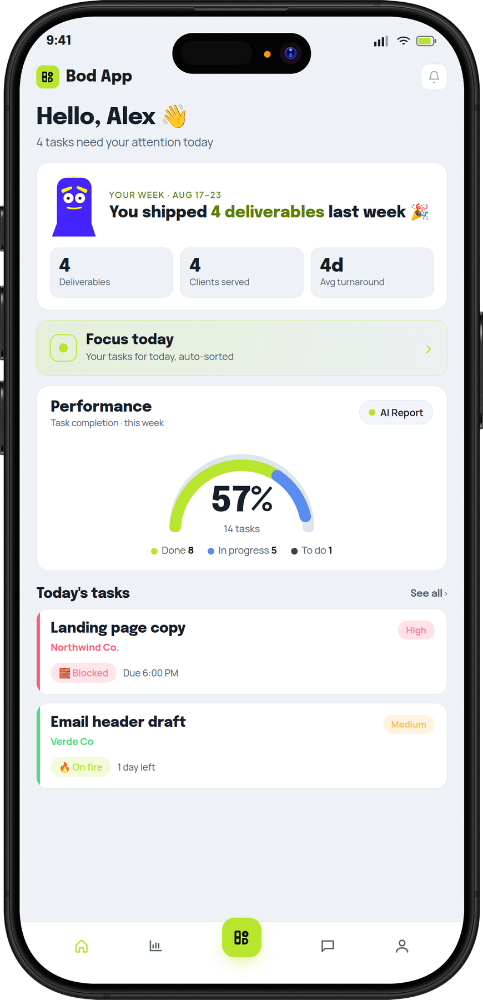 9:41
Bod App
Hello, Alex 👋
4 tasks need your attention today
YOUR WEEK · AUG 17–23
You shipped 4 deliverables last week 🎉
4
Deliverables
4
Clients served
4d
Avg turnaround
Focus today
Your tasks for today, auto-sorted
Performance
Task completion · this week
AI Report
57%
14 tasks
Done 8
In progress 5
To do 1
Today's tasks
See all ›
Landing page copy
High
Northwind Co.
🧱 Blocked
Due 6:00 PM
Email header draft
Medium
Verde Co
🔥 On fire
1 day left